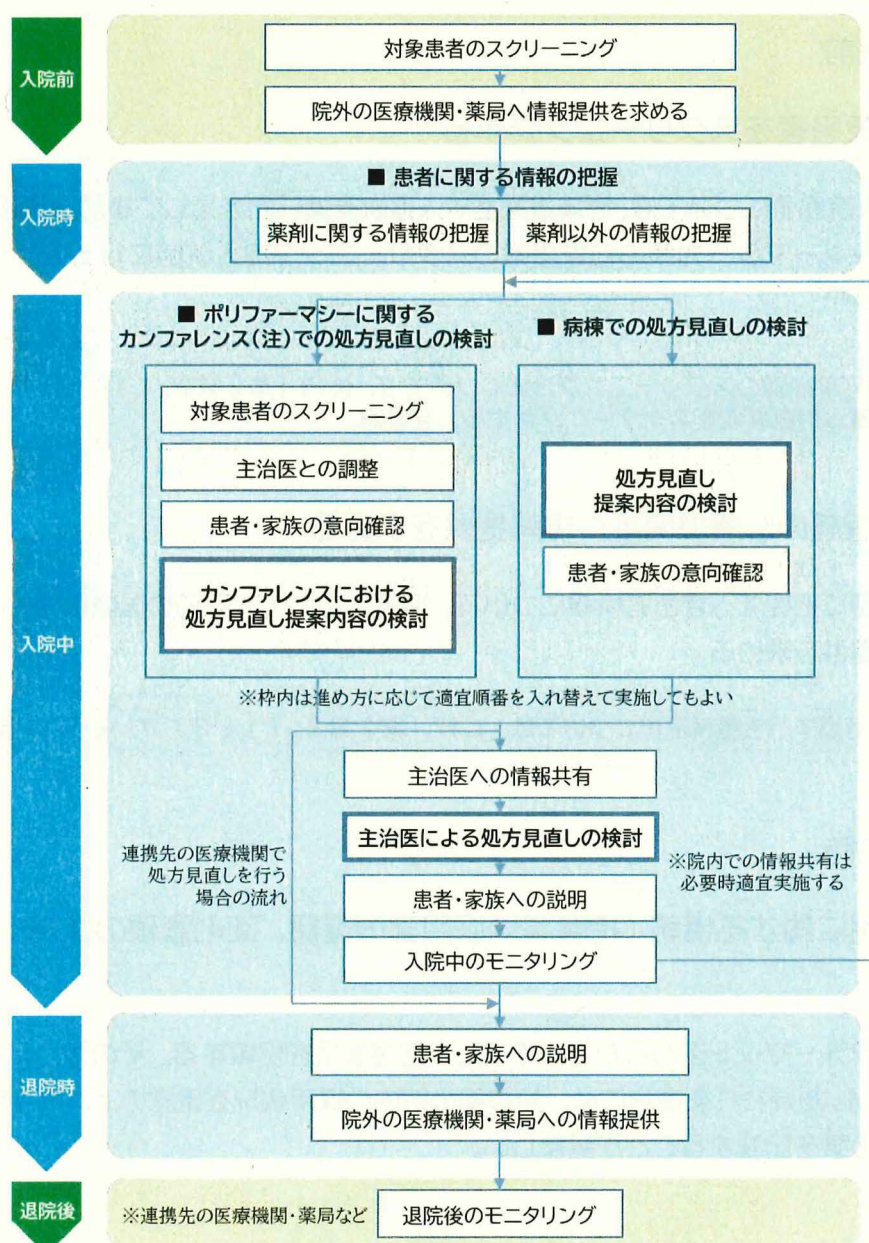 入院前
対象患者のスクリーニング
院外の医療機関・薬局へ情報提供を求める
入院時
■ 患者に関する情報の把握
薬剤に関する情報の把握
薬剤以外の情報の把握
入院中
■ ポリファーマシーに関する
カンファレンス(注)での処方見直しの検討
対象患者のスクリーニング
主治医との調整
患者・家族の意向確認
カンファレンスにおける
処方見直し提案内容の検討
■ 病棟での処方見直しの検討
処方見直し
提案内容の検討
患者・家族の意向確認
※枠内は進め方に応じて適宜順番を入れ替えて実施してもよい
主治医への情報共有
主治医による処方見直しの検討
患者・家族への説明
入院中のモニタリング
連携先の医療機関で
処方見直しを行う
場合の流れ
※院内での情報共有は
必要時適宜実施する
退院時
患者・家族への説明
院外の医療機関・薬局への情報提供
退院後
※連携先の医療機関・薬局など
退院後のモニタリング